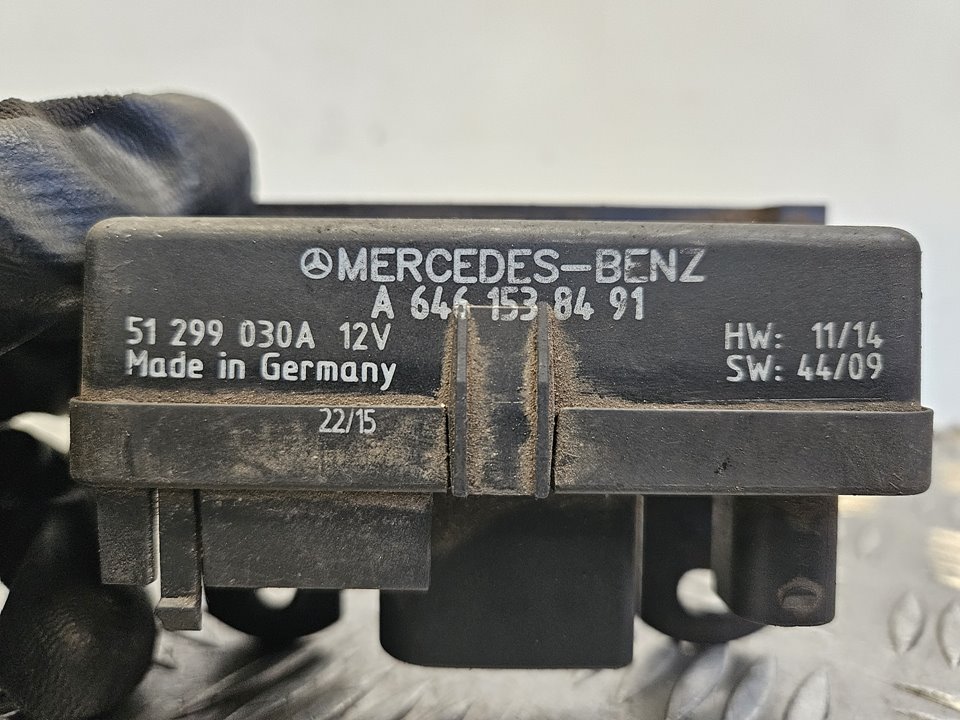 MERCEDES-BENZ
A 646 153 84 91
51 299 030A 12V
Made in Germany
HW: 11/14
SW: 44/09
22/15